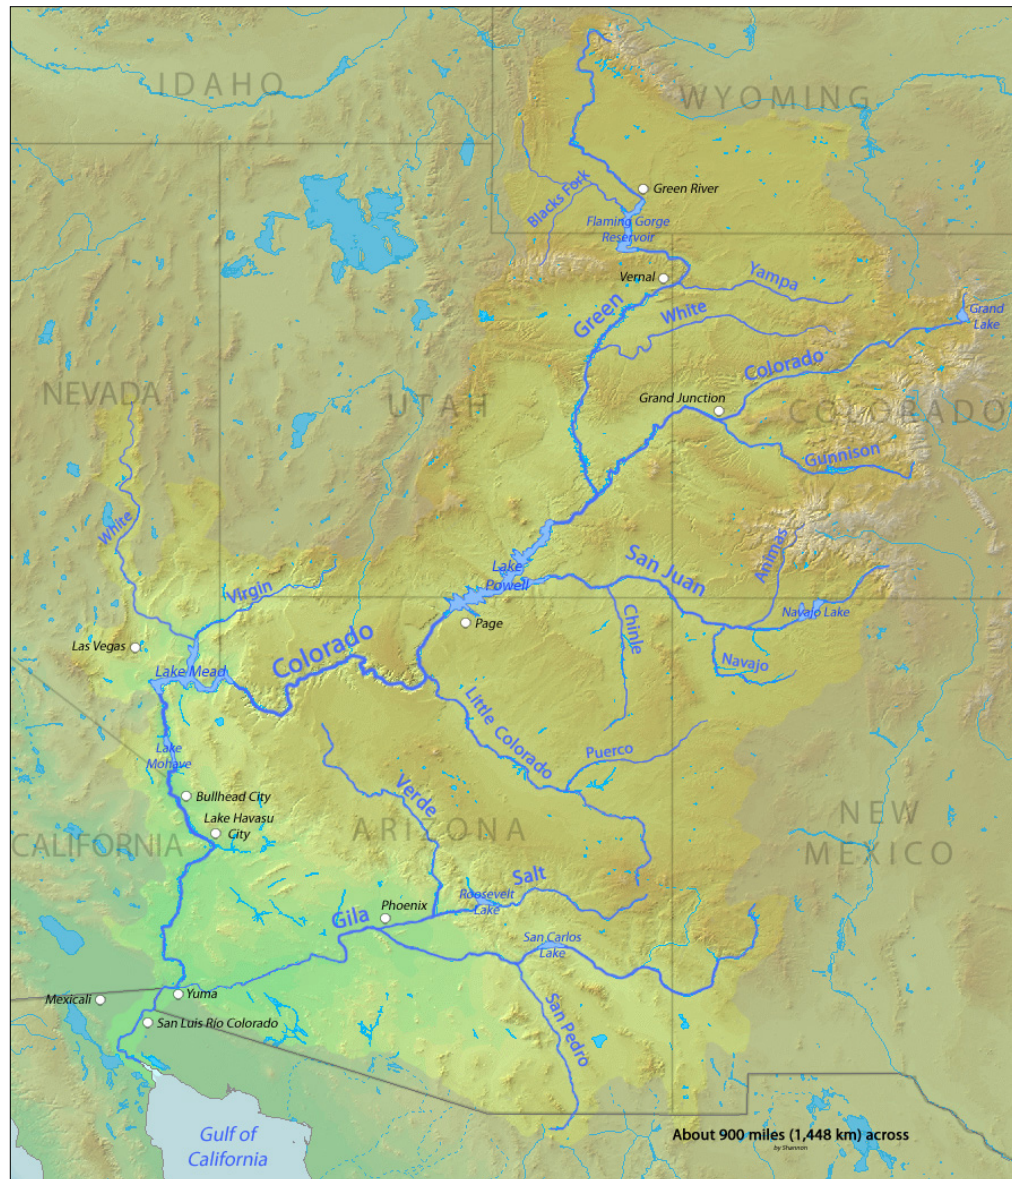 IDAHO
WYOMING
Green River
Blacks Fork
Flaming Gorge
Reservoir
Vernal
Yampa
Green
White
Grand
Lake
Colorado
NEVADA
UTAH
Grand Junction
COLORADO
Gunnison
White
Animas
Lake
Powell
San Juan
Virgin
Navajo Lake
Page
Chinle
Las Vegas
Colorado
Navajo
Lake Mead
Little Colorado
Puerco
Lake
Mohave
Verde
Bullhead City
Lake Havasu
City
ARIZONA
NEW
MEXICO
CALIFORNIA
Salt
Roosevelt
Lake
Phoenix
Gila
San Carlos
Lake
Mexicali
Yuma
San Luis Río Colorado
San Pedro
Gulf of
California
About 900 miles (1,448 km) across
by Shannon